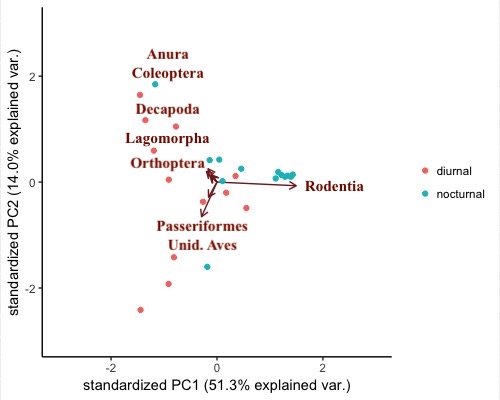 Anura
Coleoptera
Decapoda
Lagomorpha
Orthoptera
Rodentia
Passeriformes
Unid. Aves
2
0
-2
-2
0
2
standardized PC1 (51.3% explained var.)
standardized PC2 (14.0% explained var.)
diurnal
nocturnal